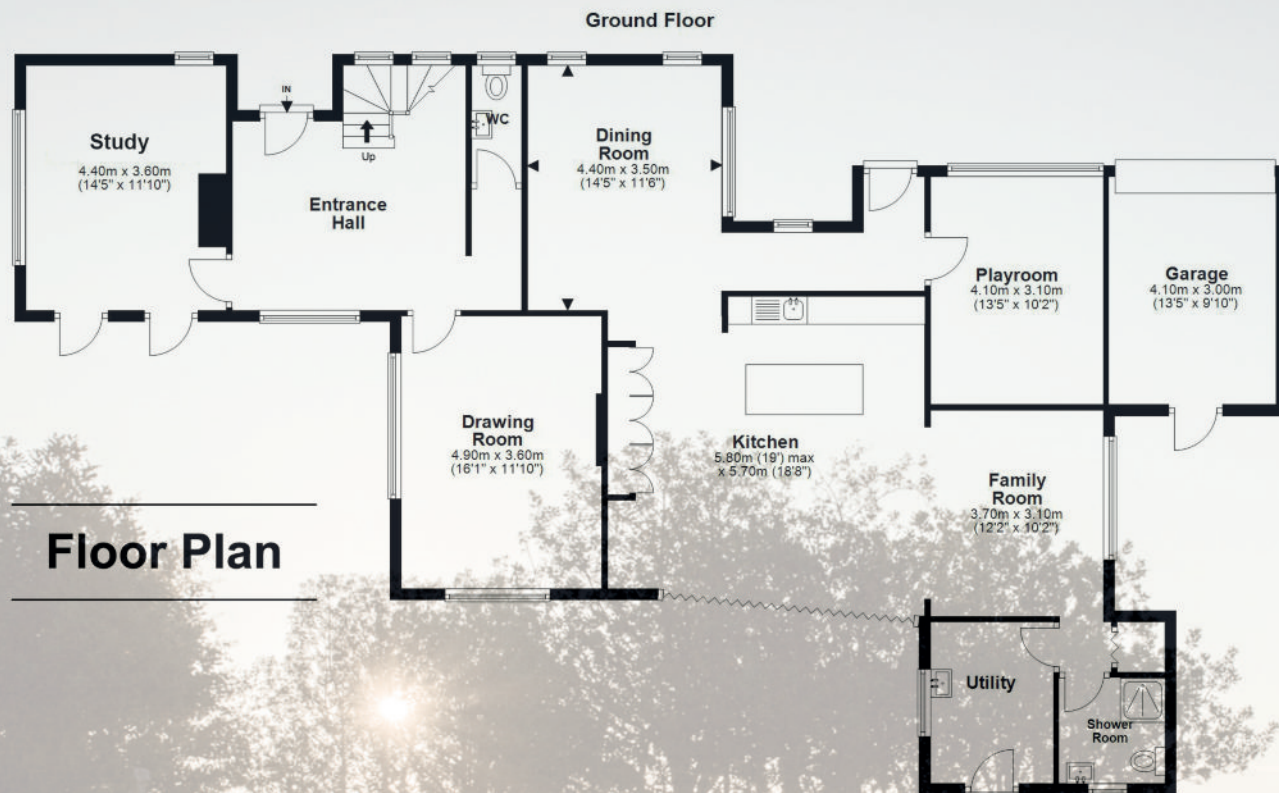 Ground Floor
IN
Study
4.40m x 3.60m
(14'5" x 11'10")
Up
WC
Entrance
Hall
Dining
Room
4.40m x 3.50m
(14'5" x 11'6")
Playroom
4.10m x 3.10m
(13'5" x 10'2")
Garage
4.10m x 3.00m
(13'5" x 9'10")
Drawing
Room
4.90m x 3.60m
(16'1" x 11'10")
Kitchen
5.80m (19') max
x 5.70m (18'8")
Family
Room
3.70m x 3.10m
(12'2" x 10'2")
Floor Plan
Utility
Shower
Room